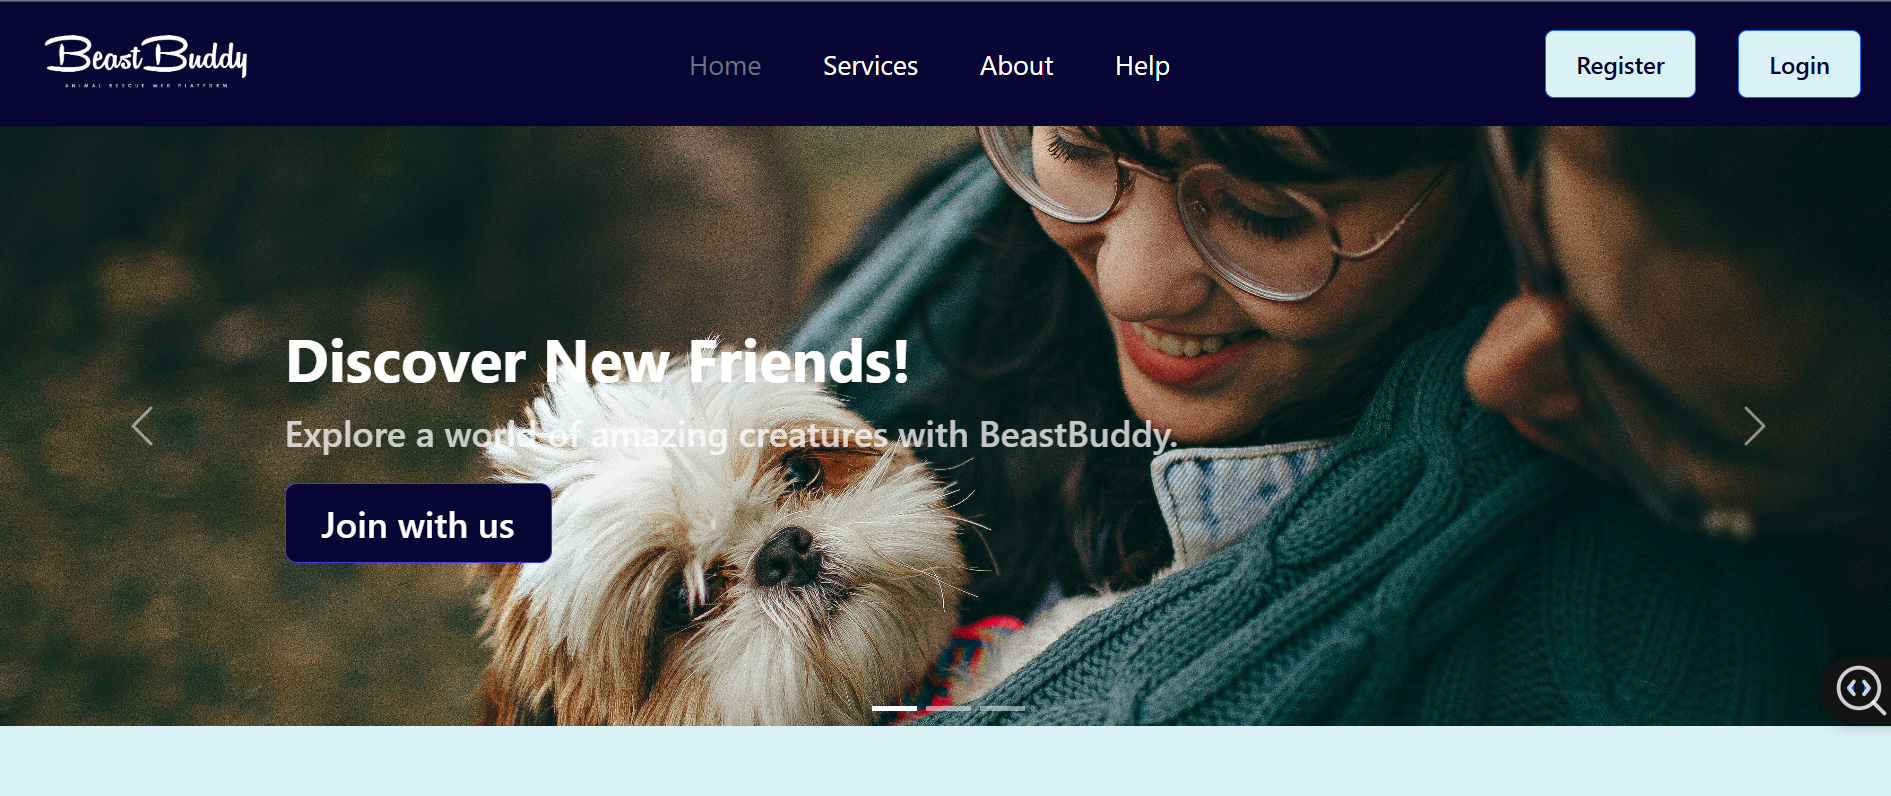 BeastBuddy
ANIMAL RESCUE WEB PLATFORM
Home
Services
About
Help
Register
Login
Discover New Friends!
Explore a world of amazing creatures with BeastBuddy.
Join with us